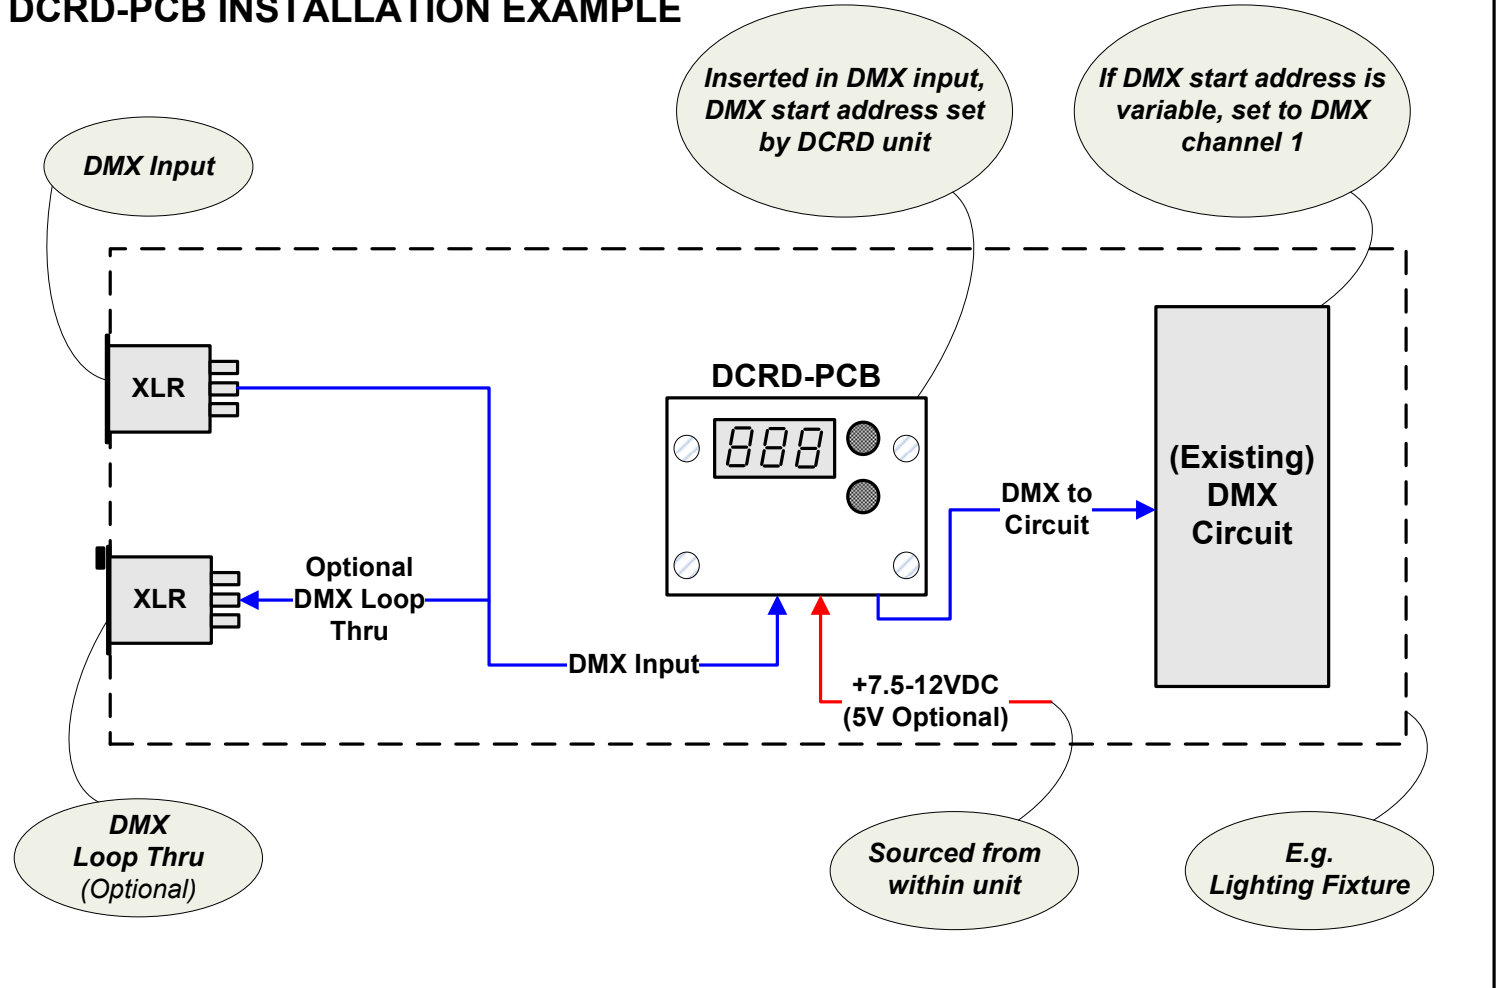 DCRD-PCB INSTALLATION EXAMPLE
Inserted in DMX input,
DMX start address set
by DCRD unit
If DMX start address is
variable, set to DMX
channel 1
DMX Input
XLR
DCRD-PCB
888
(Existing)
DMX
Circuit
DMX to
Circuit
XLR
Optional
DMX Loop
Thru
DMX Input
+7.5-12VDC
(5V Optional)
DMX
Loop Thru
(Optional)
Sourced from
within unit
E.g.
Lighting Fixture